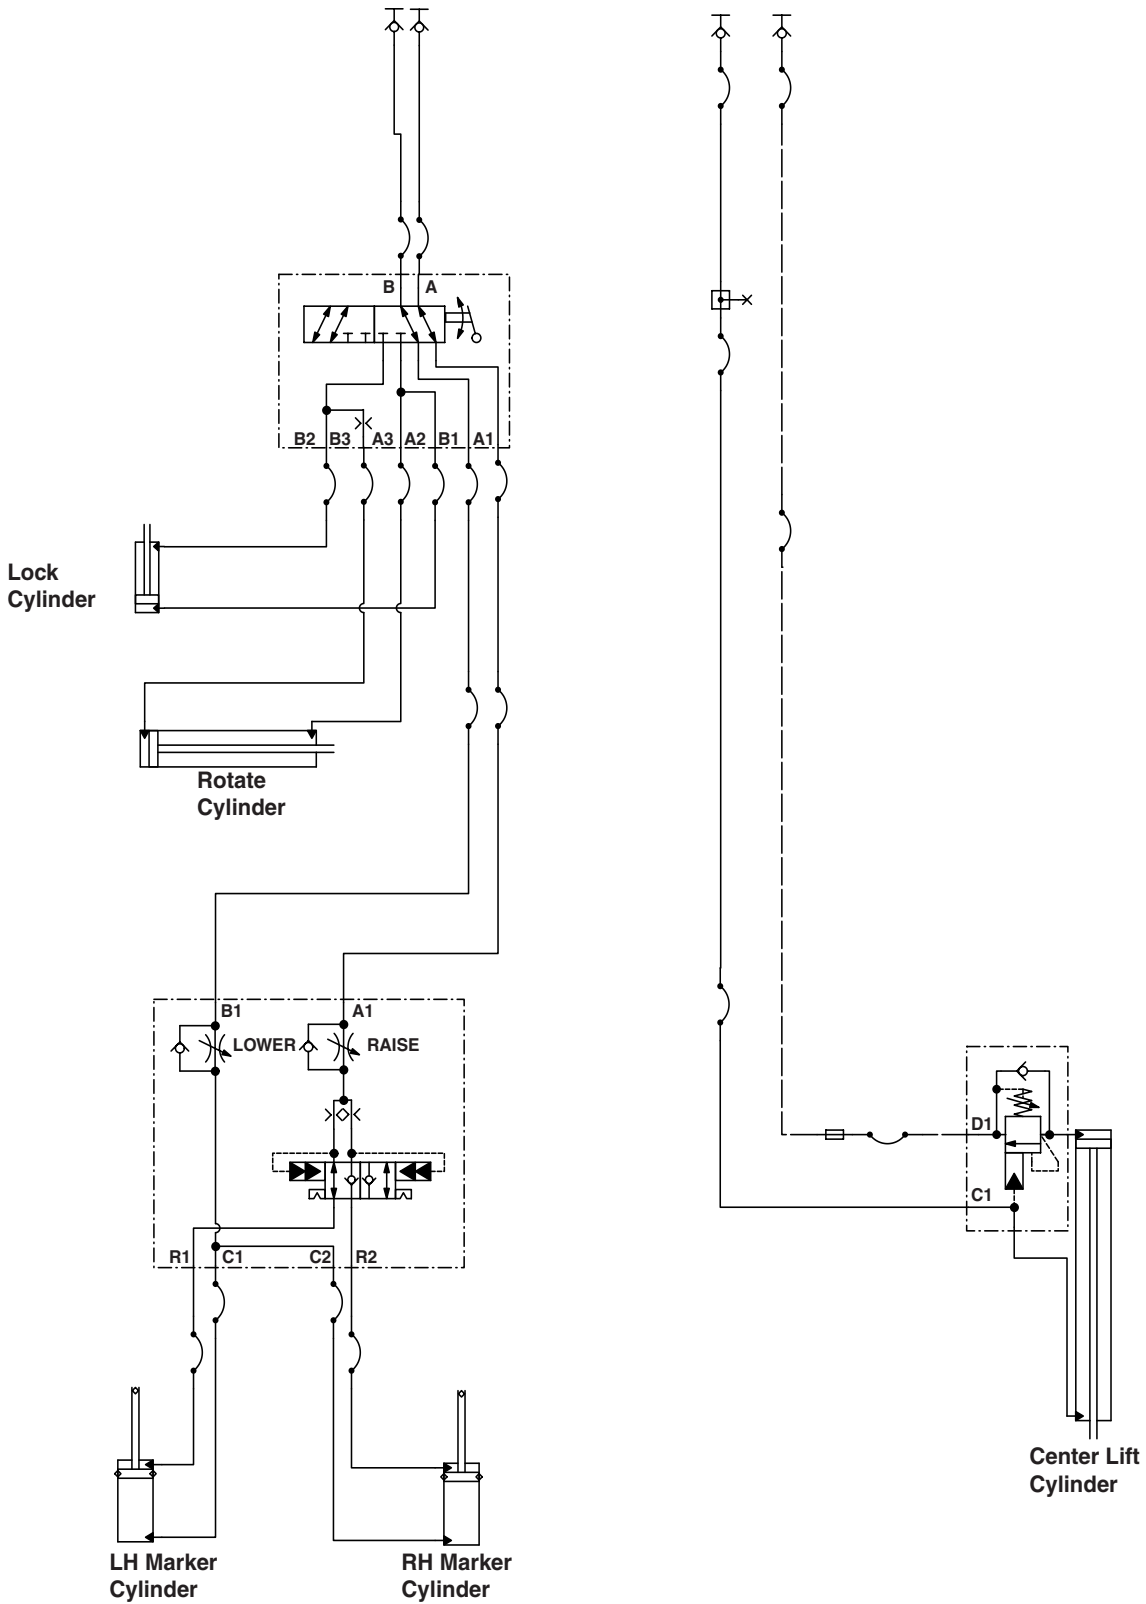 B A
B2 B3 A3 A2 B1 A1
Lock
Cylinder
Rotate
Cylinder
B1 A1
LOWER RAISE
D1
C1
R1 C1 C2 R2
Center Lift
Cylinder
LH Marker
Cylinder
RH Marker
Cylinder